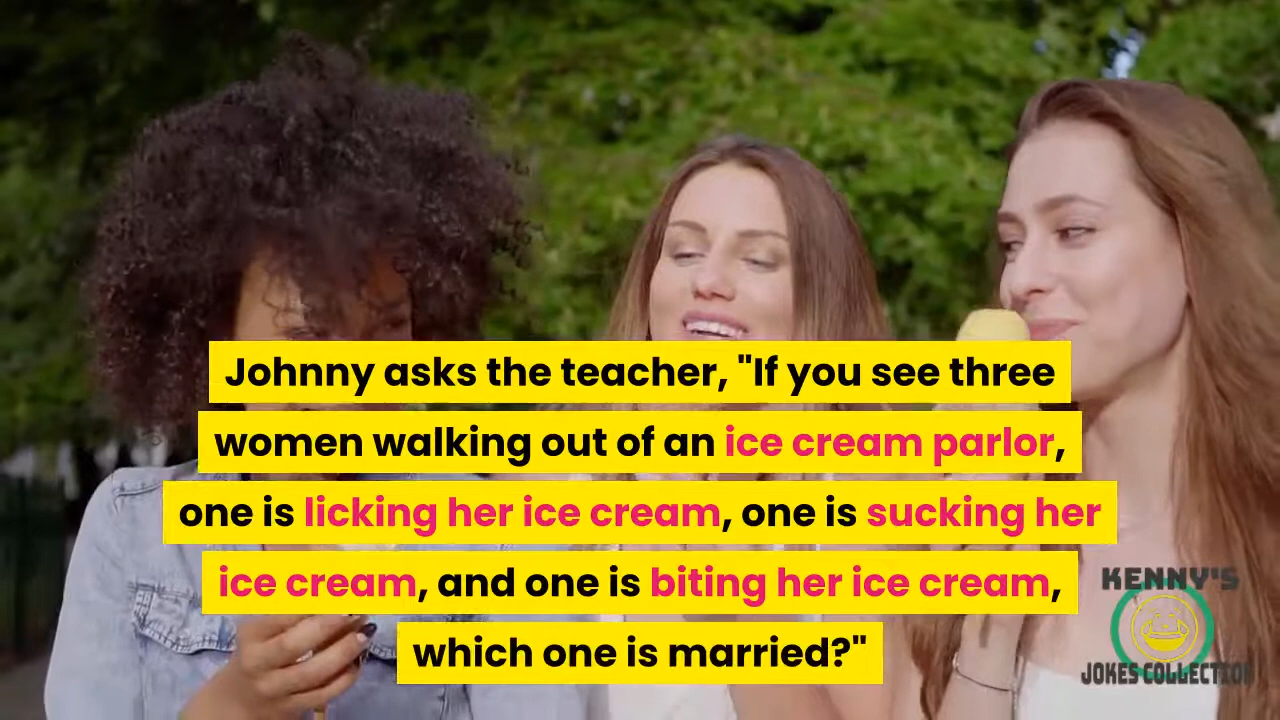 Johnny asks the teacher, "If you see three
women walking out of an ice cream parlor,
one is licking her ice cream, one is sucking her
ice cream, and one is biting her ice cream,
which one is married?"
KENNY'S
JOKES COLLECTION